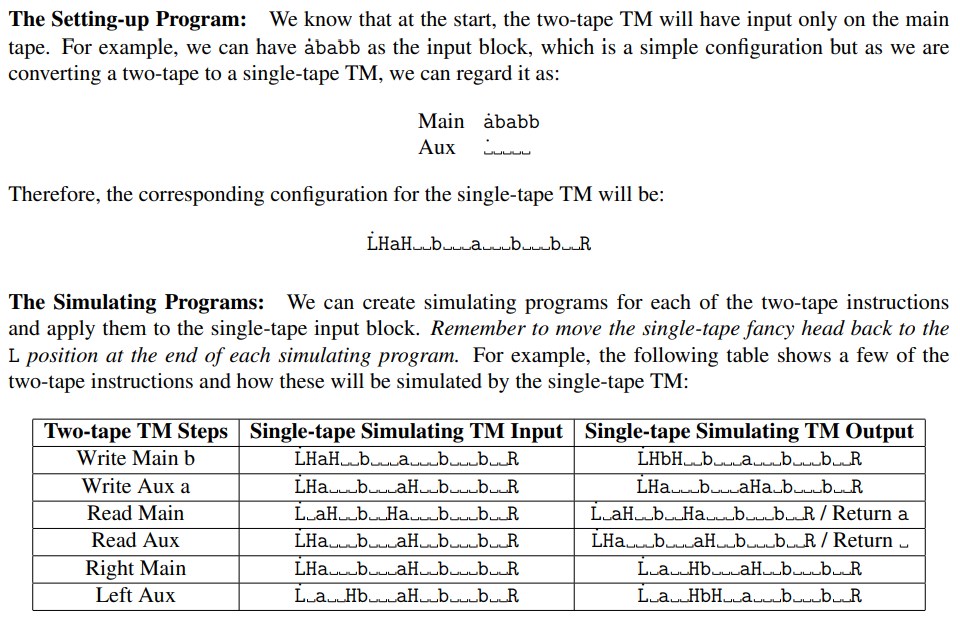 The Setting-up Program: We know that at the start, the two-tape TM will have input only on the main
tape. For example, we can have ȧbabb as the input block, which is a simple configuration but as we are
converting a two-tape to a single-tape TM, we can regard it as:
Main ȧbabb
Aux ␣̇␣␣␣␣
Therefore, the corresponding configuration for the single-tape TM will be:
L̇HaH␣␣b␣␣␣a␣␣␣b␣␣␣b␣␣R
The Simulating Programs: We can create simulating programs for each of the two-tape instructions
and apply them to the single-tape input block. Remember to move the single-tape fancy head back to the
L position at the end of each simulating program. For example, the following table shows a few of the
two-tape instructions and how these will be simulated by the single-tape TM:
Two-tape TM Steps Single-tape Simulating TM Input Single-tape Simulating TM Output
Write Main b L̇HaH␣␣b␣␣␣a␣␣␣b␣␣␣b␣␣R L̇HbH␣␣b␣␣␣a␣␣␣b␣␣␣b␣␣R
Write Aux a L̇Ha␣␣␣b␣␣␣aH␣␣b␣␣␣b␣␣R L̇Ha␣␣␣b␣␣␣aHa␣b␣␣␣b␣␣R
Read Main L̇␣aH␣␣b␣␣Ha␣␣␣b␣␣␣b␣␣R L̇␣aH␣␣b␣␣Ha␣␣␣b␣␣␣b␣␣R / Return a
Read Aux L̇Ha␣␣␣b␣␣␣aH␣␣b␣␣␣b␣␣R L̇Ha␣␣␣b␣␣␣aH␣␣b␣␣␣b␣␣R / Return ␣
Right Main L̇Ha␣␣␣b␣␣␣aH␣␣b␣␣␣b␣␣R L̇␣a␣␣Hb␣␣␣aH␣␣b␣␣␣b␣␣R
Left Aux L̇␣a␣␣Hb␣␣␣aH␣␣b␣␣␣b␣␣R L̇␣a␣␣HbH␣␣a␣␣␣b␣␣␣b␣␣R